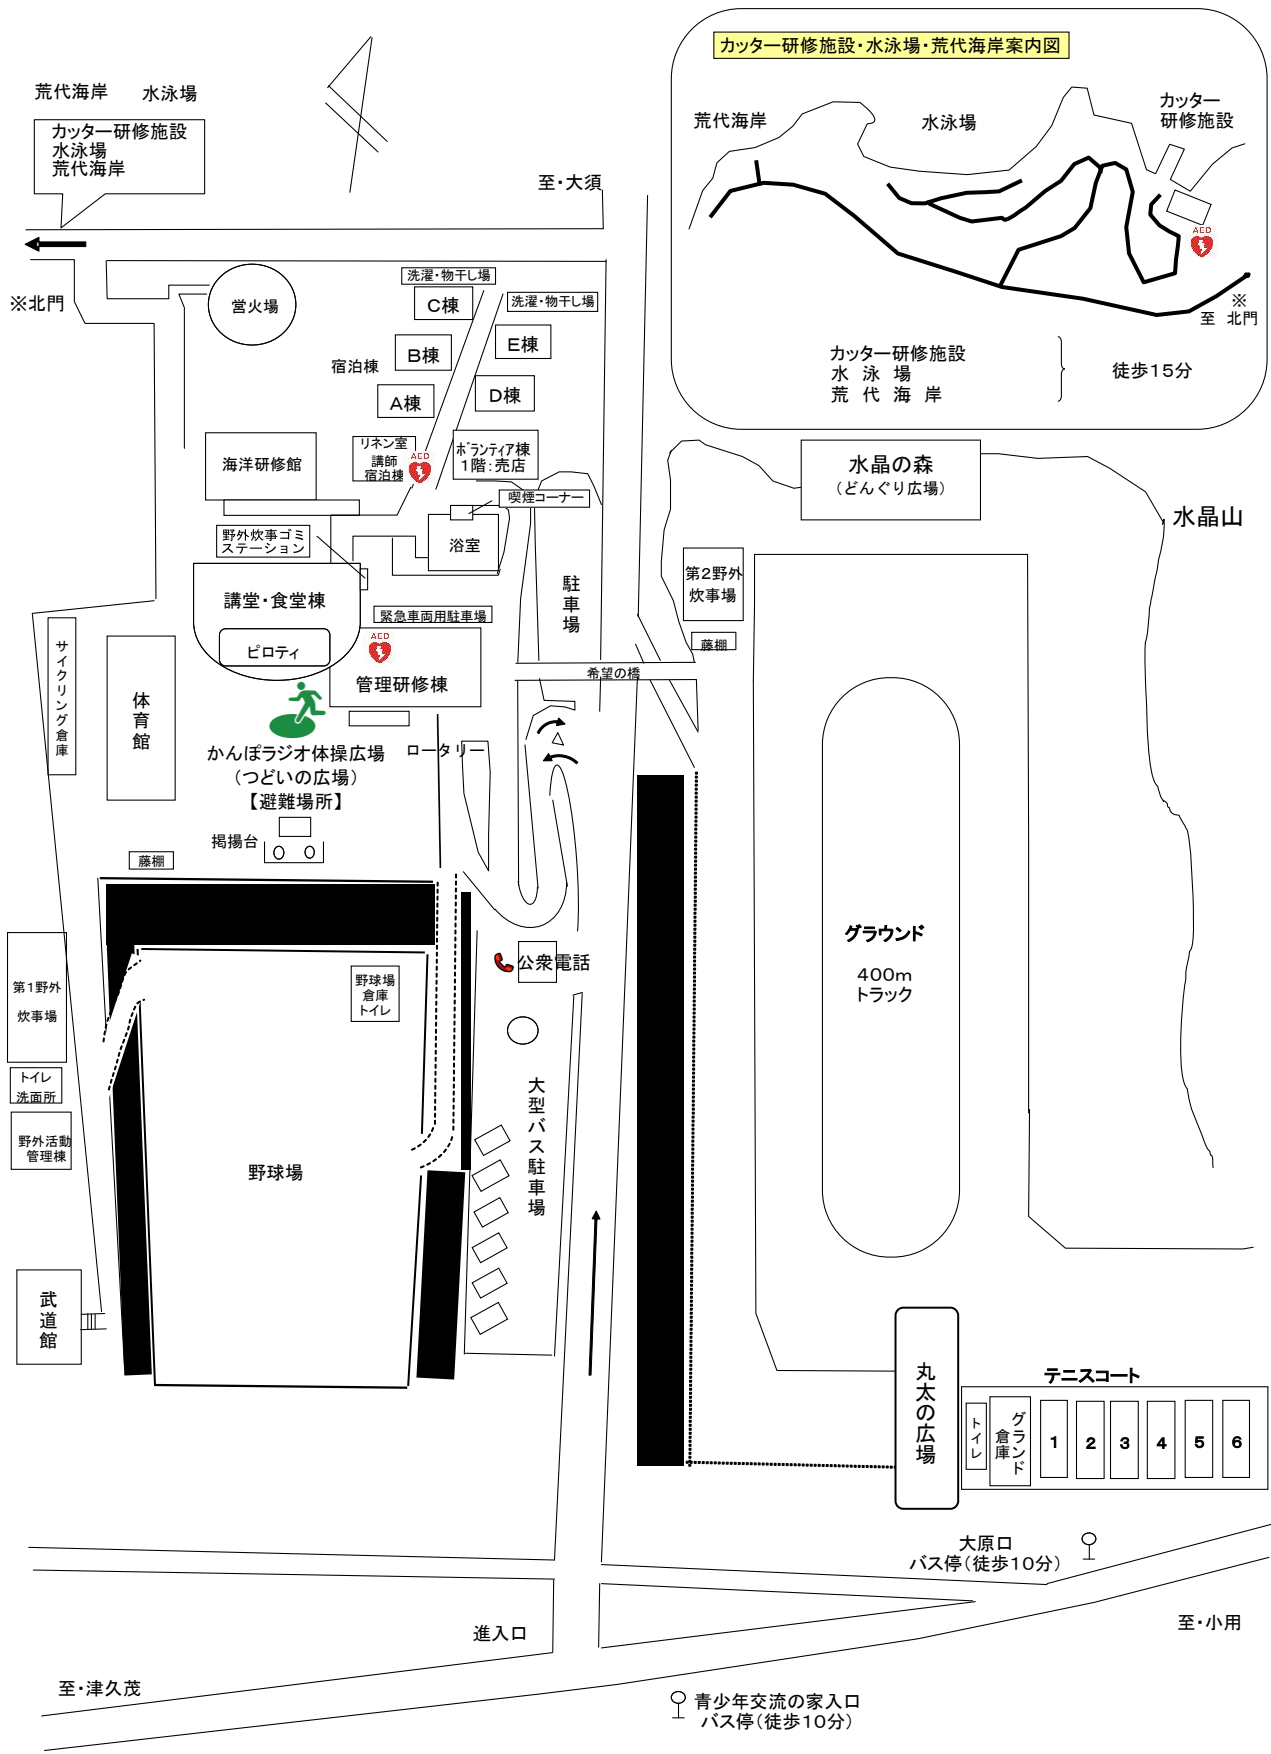 カッター研修施設・水泳場・荒代海岸案内図
荒代海岸
水泳場
カッター
研修施設
AED
※
至 北門
カッター研修施設
水 泳 場
荒 代 海 岸
徒歩15分
荒代海岸
水泳場
カッター研修施設
水泳場
荒代海岸
至・大須
※北門
営火場
洗濯・物干し場
C棟
洗濯・物干し場
B棟
E棟
宿泊棟
A棟
D棟
海洋研修館
リネン室
講師
宿泊棟
AED
ボランティア棟
1階:売店
喫煙コーナー
野外炊事ゴミ
ステーション
浴室
講堂・食堂棟
ピロティ
緊急車両用駐車場
AED
管理研修棟
駐車場
希望の橋
水晶の森
(どんぐり広場)
水晶山
第2野外
炊事場
藤棚
サイクリング倉庫
体育館
かんぽラジオ体操広場
(つどいの広場)
【避難場所】
ロータリー
掲揚台
藤棚
第1野外
炊事場
トイレ
洗面所
野外活動
管理棟
野球場
倉庫
トイレ
公衆電話
野球場
大型バス駐車場
武道館
グラウンド
400m
トラック
丸太の広場
テニスコート
トイレ
グランド
倉庫
1
2
3
4
5
6
大原口
バス停(徒歩10分)
進入口
至・小用
至・津久茂
青少年交流の家入口
バス停(徒歩10分)